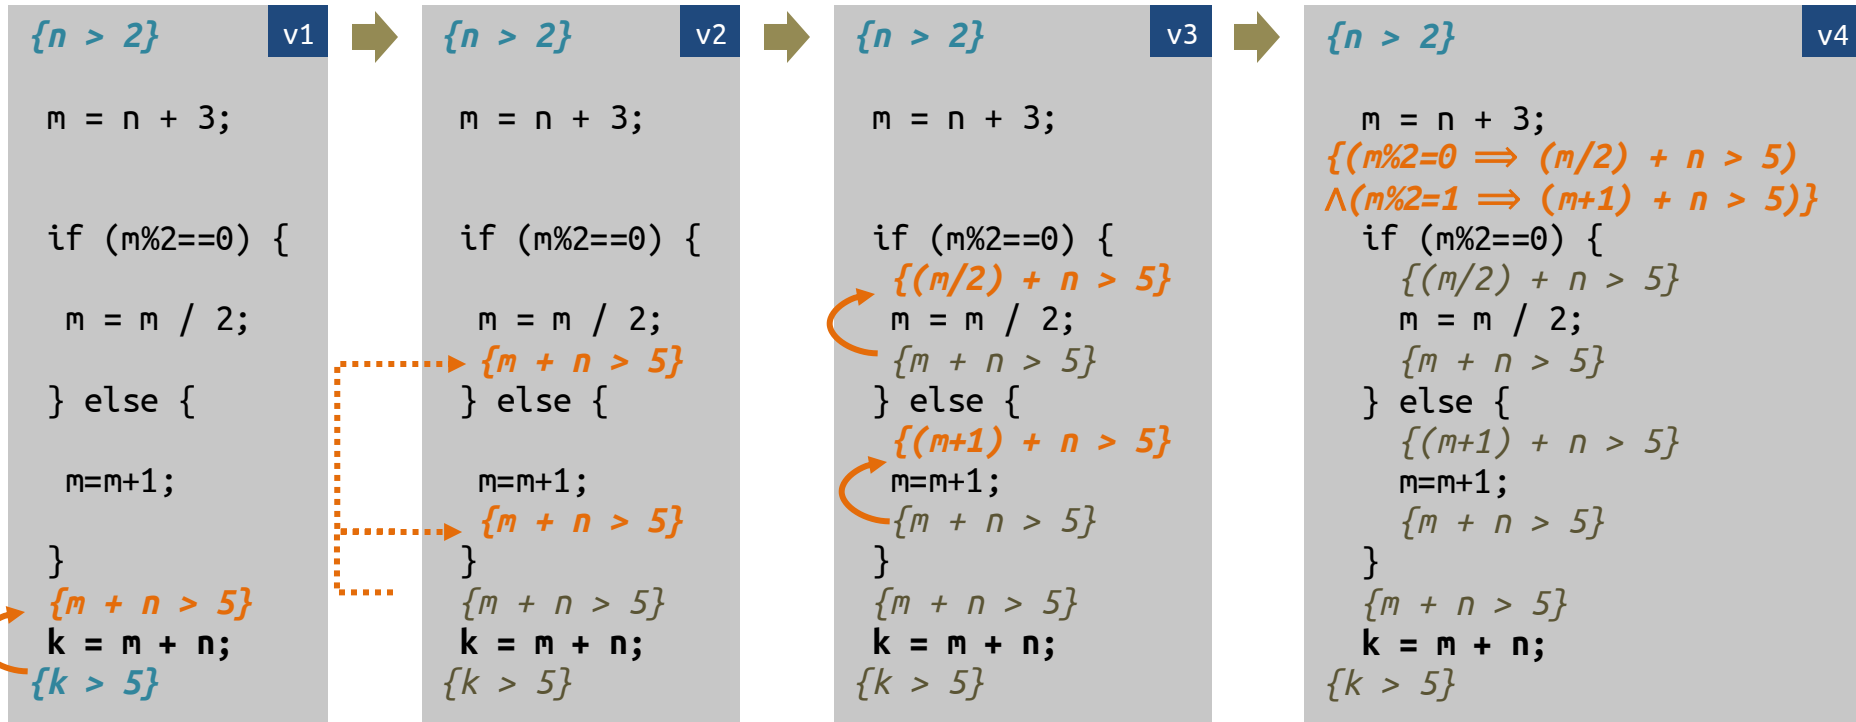 {n > 2} v1
m = n + 3;
if (m%2==0) {
m = m / 2;
} else {
m=m+1;
}
{m + n > 5}
k = m + n;
{k > 5}
{n > 2} v2
m = n + 3;
if (m%2==0) {
m = m / 2;
{m + n > 5}
} else {
m=m+1;
{m + n > 5}
}
{m + n > 5}
k = m + n;
{k > 5}
{n > 2} v3
m = n + 3;
if (m%2==0) {
{(m/2) + n > 5}
m = m / 2;
{m + n > 5}
} else {
{(m+1) + n > 5}
m=m+1;
{m + n > 5}
}
{m + n > 5}
k = m + n;
{k > 5}
{n > 2} v4
m = n + 3;
{(m%2=0 ⟹ (m/2) + n > 5)
∧(m%2=1 ⟹ (m+1) + n > 5)}
if (m%2==0) {
{(m/2) + n > 5}
m = m / 2;
{m + n > 5}
} else {
{(m+1) + n > 5}
m=m+1;
{m + n > 5}
}
{m + n > 5}
k = m + n;
{k > 5}